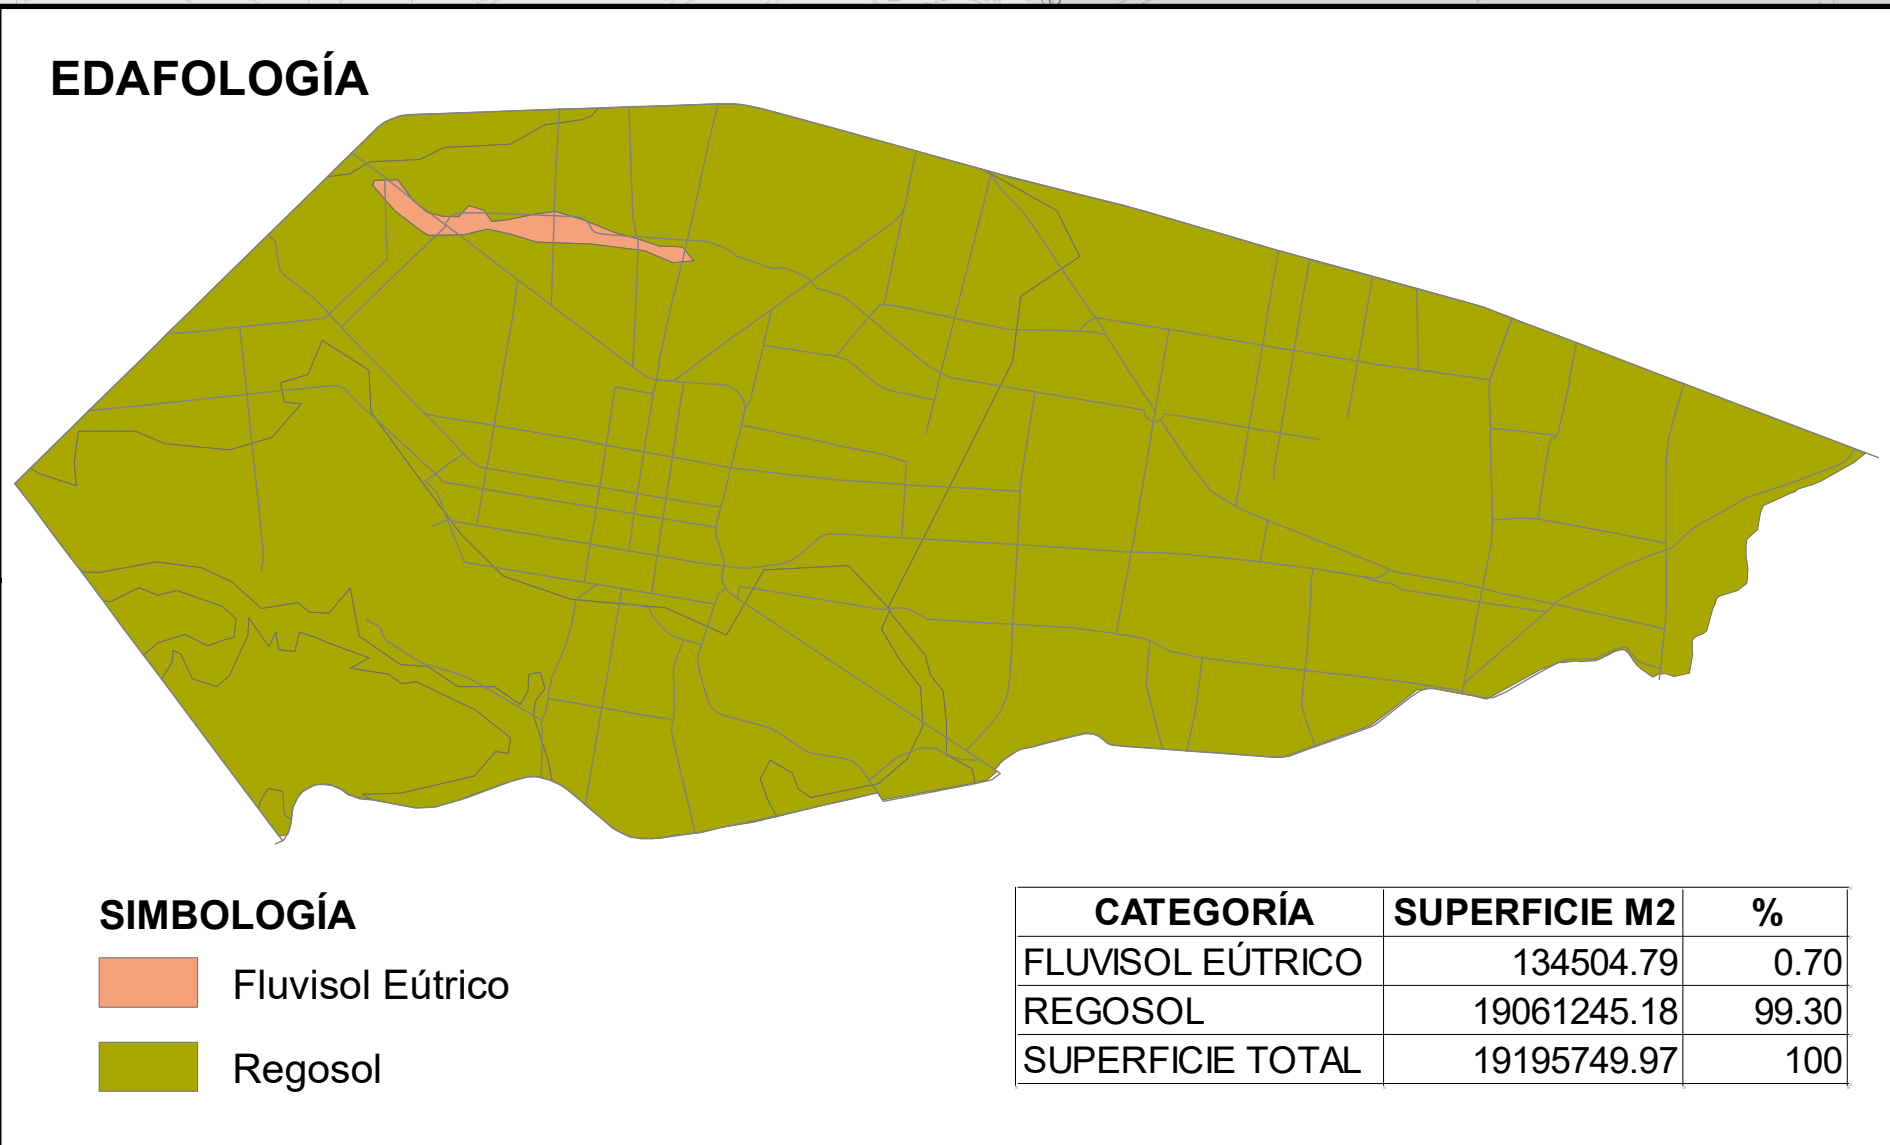 EDAFOLOGÍA
SIMBOLOGÍA
Fluvisol Eútrico
Regosol
CATEGORÍA SUPERFICIE M2 %
FLUVISOL EÚTRICO 134504.79 0.70
REGOSOL 19061245.18 99.30
SUPERFICIE TOTAL 19195749.97 100